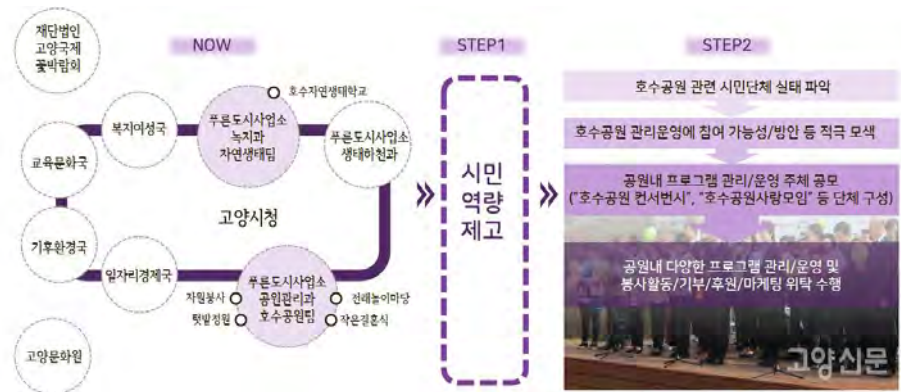 NOW
재단법인
고양국제
꽃박람회
호수자연생태학교
복지여성국
푸른도시사업소
녹지과
자연생태팀
푸른도시사업소
생태하천과
교육문화국
고양시청
기후환경국
일자리경제국
자원봉사
텃밭정원
푸른도시사업소
공원관리과
호수공원팀
전래놀이마당
작은결혼식
고양문화원
STEP1
시민
역량
제고
STEP2
호수공원 관련 시민단체 실태 파악
호수공원 관리운영에 참여 가능성/방안 등 적극 모색
공원내 프로그램 관리/운영 주체 공모
("호수공원 컨서번시", "호수공원사랑모임" 등 단체 구성)
공원내 다양한 프로그램 관리/운영 및
봉사활동/기부/후원/마케팅 위탁 수행
고양신문